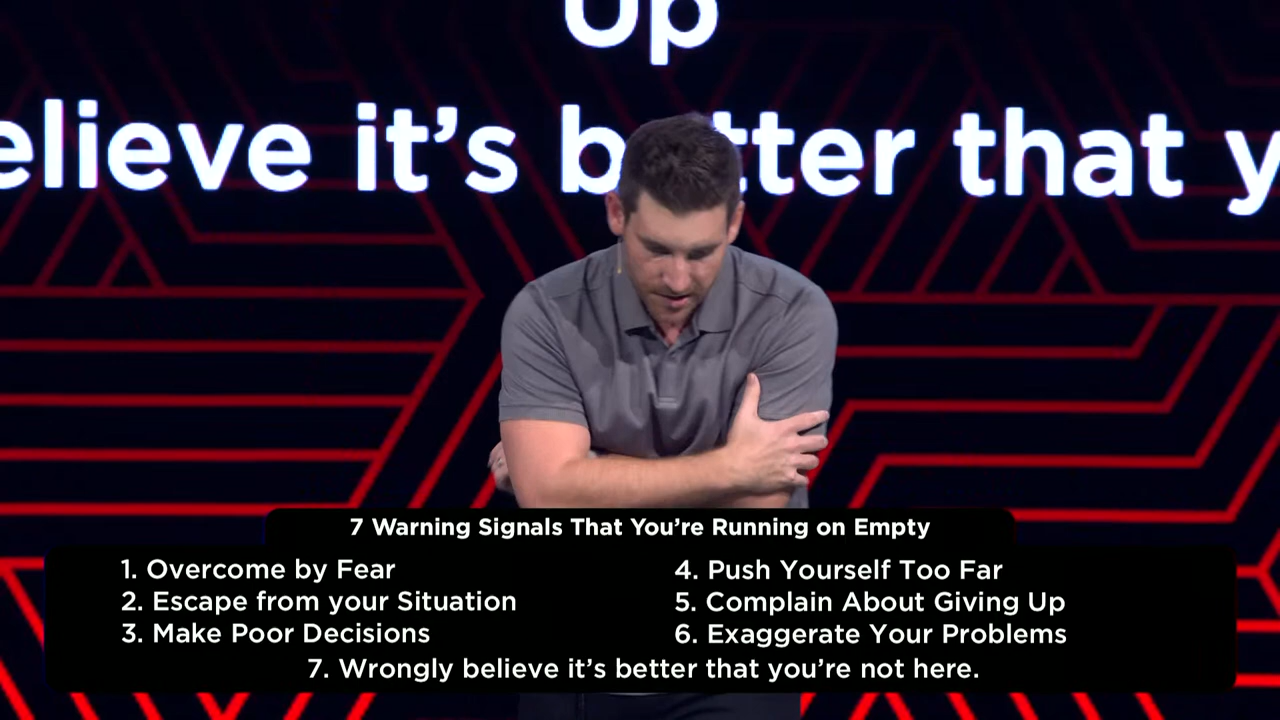 Up
elieve it's b tter that y
7 Warning Signals That You're Running on Empty
1. Overcome by Fear
2. Escape from your Situation
3. Make Poor Decisions
4. Push Yourself Too Far
5. Complain About Giving Up
6. Exaggerate Your Problems
7. Wrongly believe it's better that you're not here.